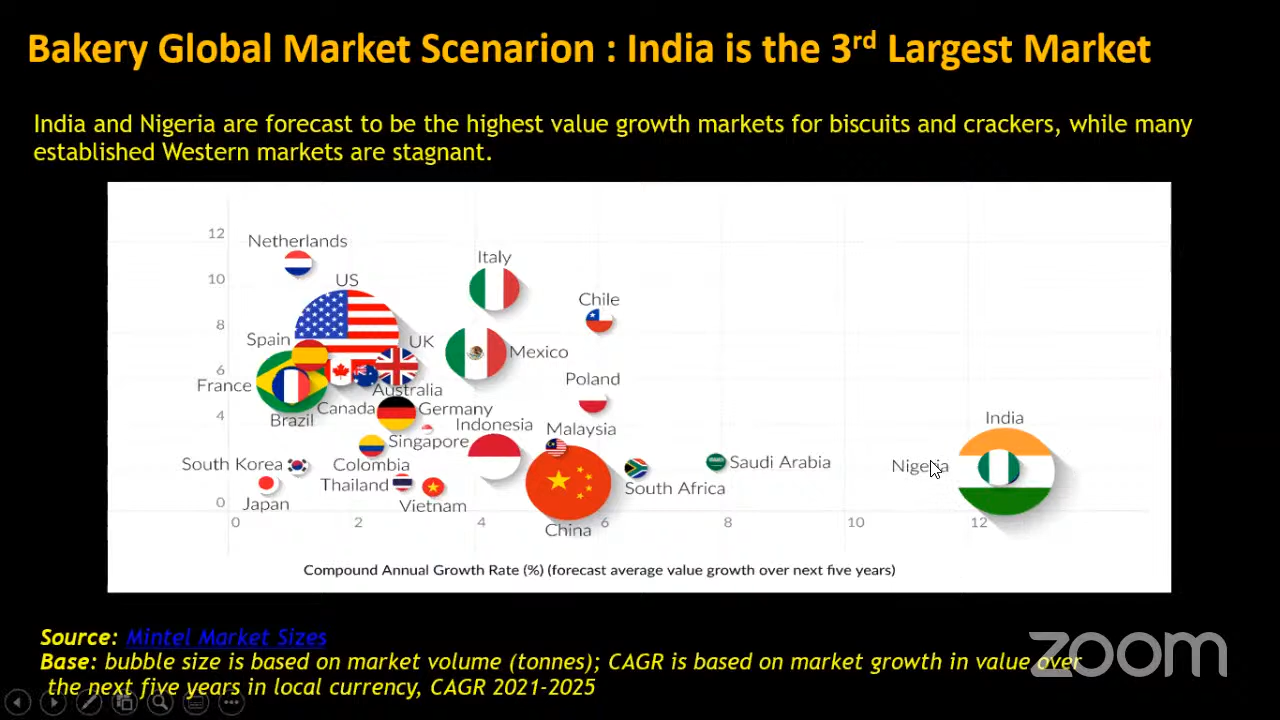 Bakery Global Market Scenarion : India is the 3rd Largest Market
India and Nigeria are forecast to be the highest value growth markets for biscuits and crackers, while many
established Western markets are stagnant.
12
Netherlands
Italy
10
US
Chile
8
Spain
UK
Mexico
6
France
Poland
Australia
4
Canada
Germany
Brazil
Indonesia
India
Malaysia
Singapore
2
South Korea
Colombia
Saudi Arabia
Nigeria
Thailand
South Africa
0
Japan
Vietnam
China
0 2 4 6 8 10 12
Compound Annual Growth Rate (%) (forecast average value growth over next five years)
Source: Mintel Market Sizes
Base: bubble size is based on market volume (tonnes); CAGR is based on market growth in value over
the next five years in local currency, CAGR 2021-2025
zoom